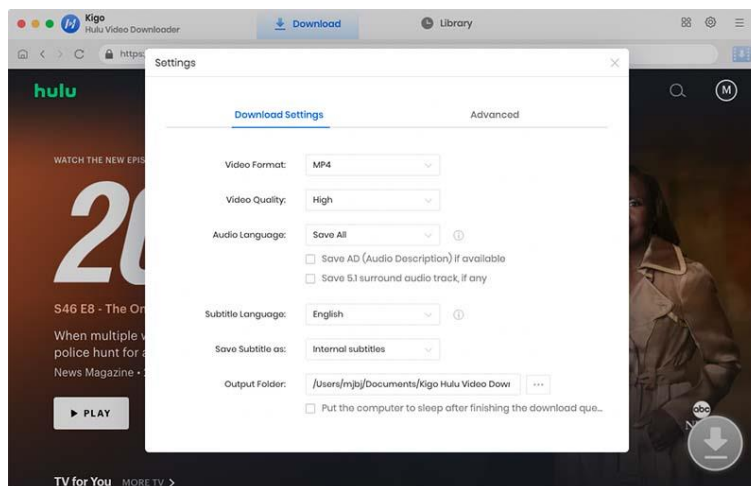 Kigo
Hulu Video Downloader
Download
Library
https:
Settings
hulu
M
Download Settings
Advanced
WATCH THE NEW EPIS
Video Format:
MP4
Video Quality:
High
20
Audio Language:
Save All
Save AD (Audio Description) if available
Save 5.1 surround audio track, if any
S46 E8 - The On
Subtitle Language:
English
When multiple v
police hunt for a
Save Subtitle as:
Internal subtitles
News Magazine •
Output Folder:
/Users/mjbj/Documents/Kigo Hulu Video Down
...
Put the computer to sleep after finishing the download que...
PLAY
abc
TV for You
MORE TV >